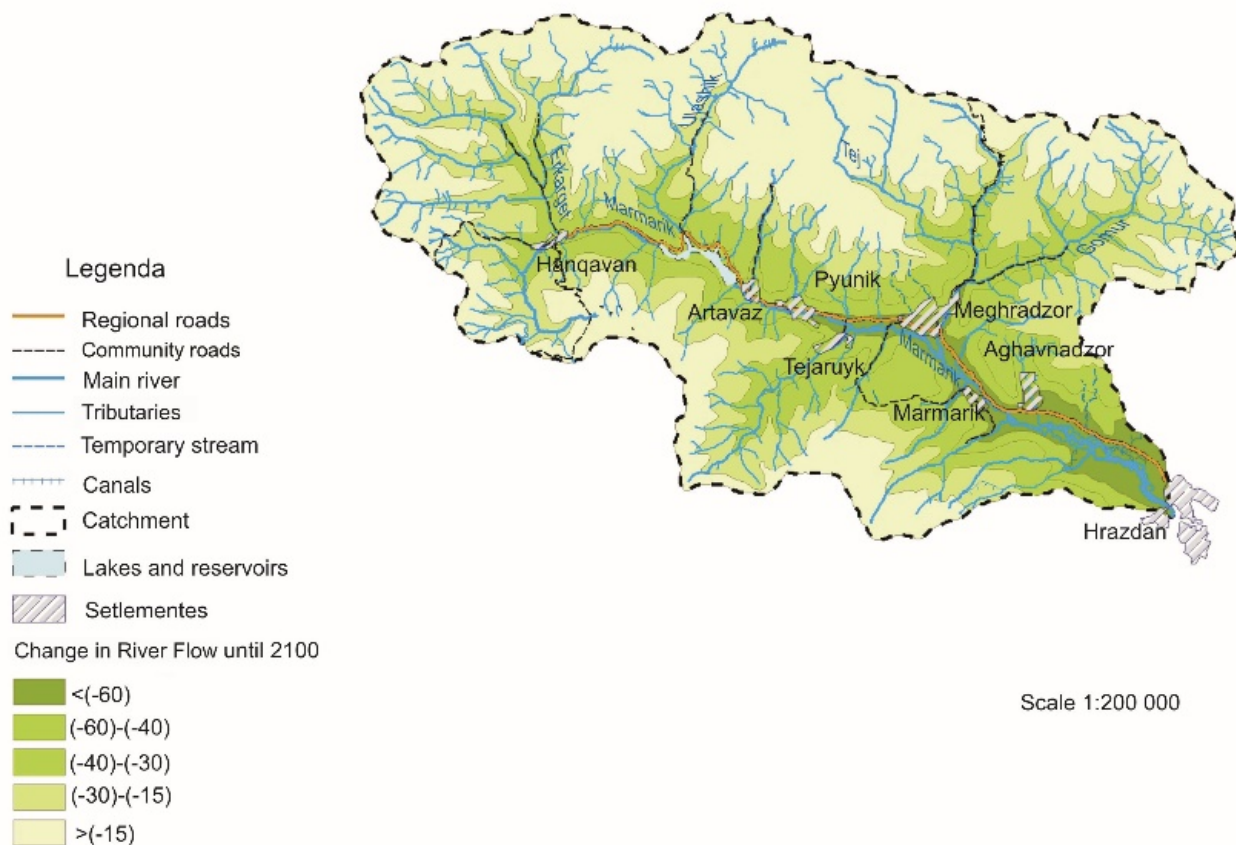 Ulashik
Tej
Erkarget
Marmarik
Gomur
Hanqavan
Pyunik
Artavaz
Meghradzor
Aghavnadzor
Tejaruyk
Marmarik
Marmarik
Hrazdan
Legenda
Regional roads
Community roads
Main river
Tributaries
Temporary stream
Canals
Catchment
Lakes and reservoirs
Setlementes
Change in River Flow until 2100
<(-60)
(-60)-(-40)
(-40)-(-30)
(-30)-(-15)
>(-15)
Scale 1:200 000